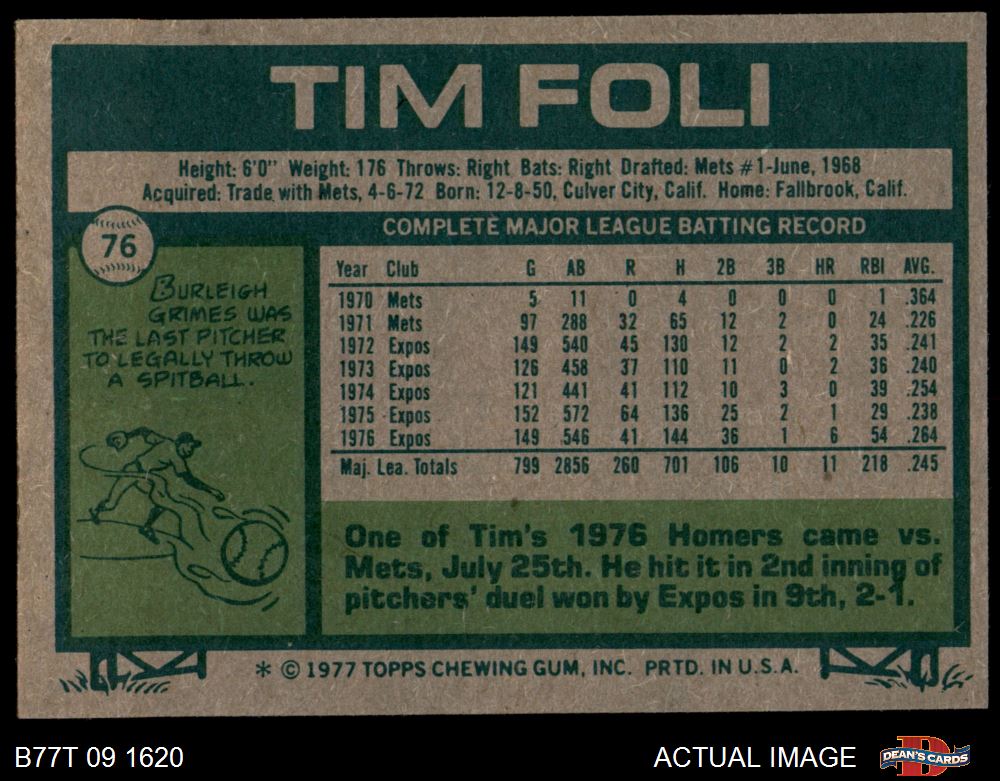 TIM FOLI
Height: 6'0" Weight: 176 Throws: Right Bats: Right Drafted: Mets #1-June, 1968
Acquired: Trade with Mets, 4-6-72 Born: 12-8-50, Culver City, Calif. Home: Fallbrook, Calif.
76
BURLEIGH
GRIMES WAS
THE LAST PITCHER
TO LEGALLY THROW
A SPITBALL.
COMPLETE MAJOR LEAGUE BATTING RECORD
Year Club G AB R H 2B 3B HR RBI AVG.
1970 Mets 5 11 0 4 0 0 0 1 .364
1971 Mets 97 288 32 65 12 2 0 24 .226
1972 Expos 149 540 45 130 12 2 2 35 .241
1973 Expos 126 458 37 110 11 0 2 36 .240
1974 Expos 121 441 41 112 10 3 0 39 .254
1975 Expos 152 572 64 136 25 2 1 29 .238
1976 Expos 149 546 41 144 36 1 6 54 .264
Maj. Lea. Totals 799 2856 260 701 106 10 11 218 .245
One of Tim's 1976 Homers came vs.
Mets, July 25th. He hit it in 2nd inning of
pitchers' duel won by Expos in 9th, 2-1.
* © 1977 TOPPS CHEWING GUM, INC. PRTD. IN U.S.A.
B77T 09 1620
ACTUAL IMAGE
D
DEAN'S CARDS